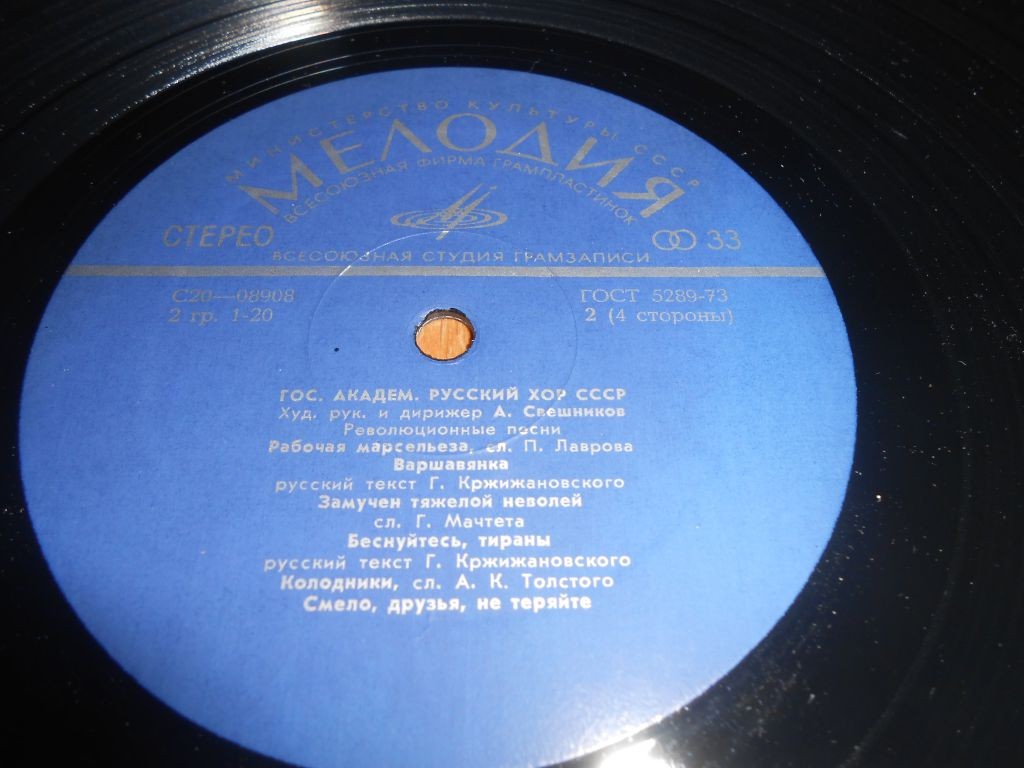 МИНИСТЕРСТВО КУЛЬТУРЫ СССР
МЕЛОДИЯ
ВСЕСОЮЗНАЯ ФИРМА ГРАМПЛАСТИНОК
СТЕРЕО
33
ВСЕСОЮЗНАЯ СТУДИЯ ГРАМЗАПИСИ
С20—08908
ГОСТ 5289-73
2 гр. 1-20
2 (4 стороны)
ГОС. АКАДЕМ. РУССКИЙ ХОР СССР
Худ. рук. и дирижер А. Свешников
Революционные песни
Рабочая марсельеза, сл. П. Лаврова
Варшавянка
русский текст Г. Кржижановского
Замучен тяжелой неволей
сл. Г. Мачтета
Беснуйтесь, тираны
русский текст Г. Кржижановского
Колодники, сл. А. К. Толстого
Смело, друзья, не теряйте